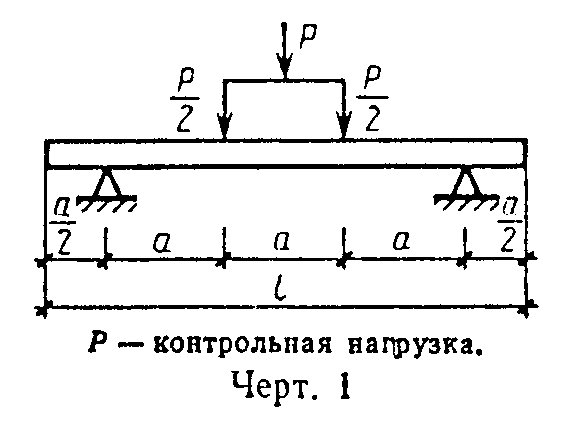 P
P/2 P/2
a/2 a a a a/2
l
P — контрольная нагрузка.
Черт. 1